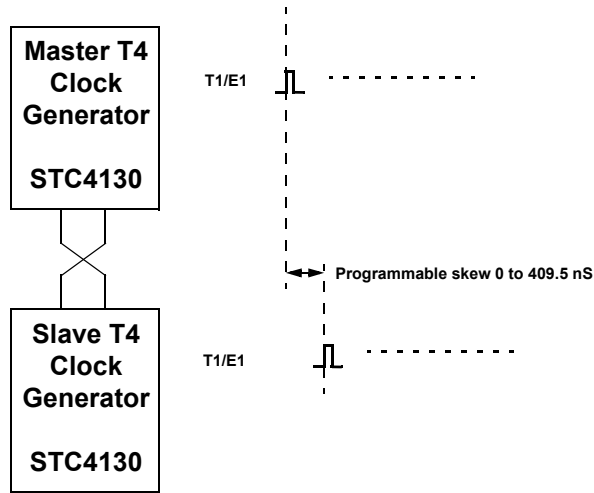 Master T4
Clock
Generator
STC4130
T1/E1
Programmable skew 0 to 409.5 nS
Slave T4
Clock
Generator
STC4130
T1/E1